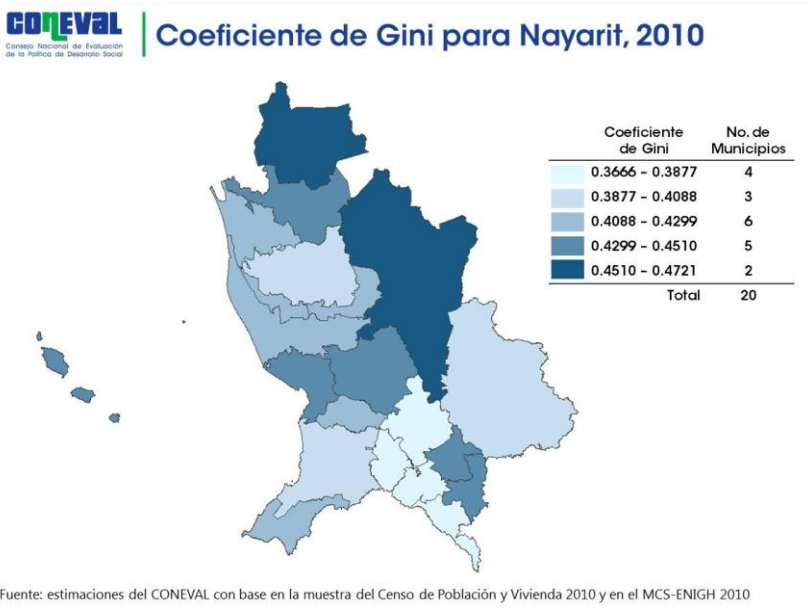 CONEVAL
Consejo Nacional de Evaluación
de la Política de Desarrollo Social
Coeficiente de Gini para Nayarit, 2010
Coeficiente de Gini No. de Municipios
0.3666 - 0.3877 4
0.3877 - 0.4088 3
0.4088 - 0.4299 6
0.4299 - 0.4510 5
0.4510 - 0.4721 2
Total 20
Fuente: estimaciones del CONEVAL con base en la muestra del Censo de Población y Vivienda 2010 y en el MCS-ENIGH 2010